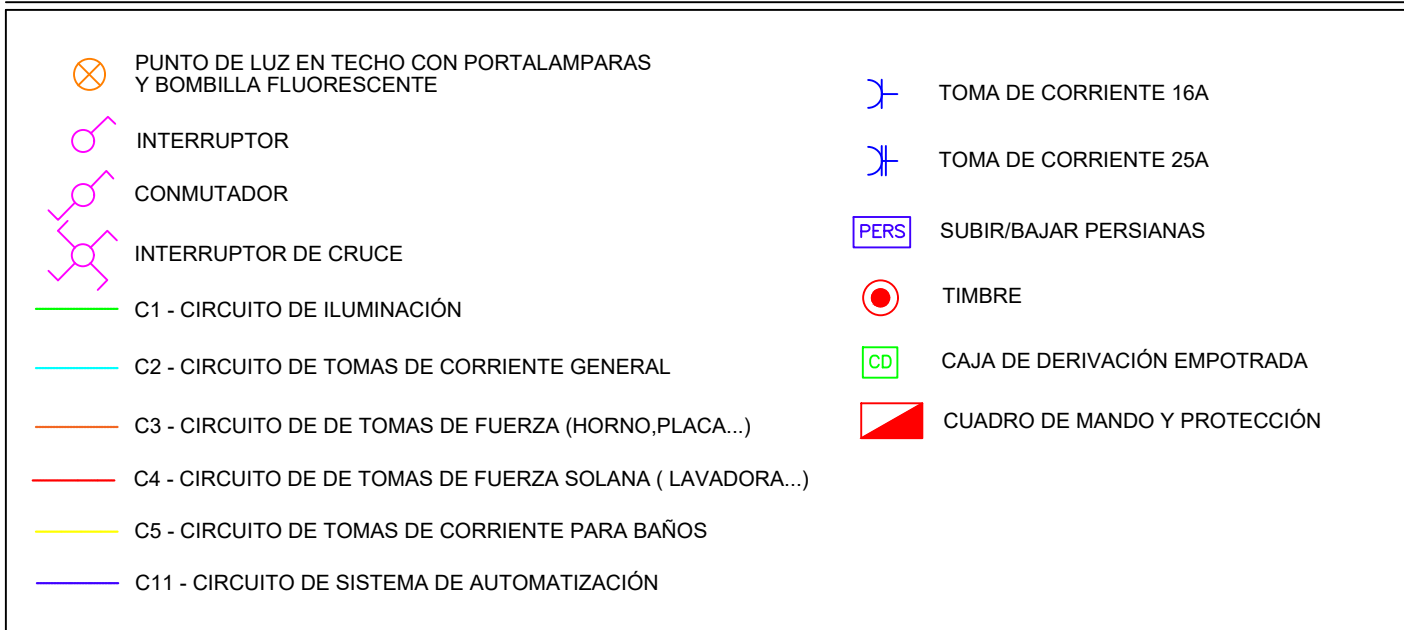 PUNTO DE LUZ EN TECHO CON PORTALAMPARAS
Y BOMBILLA FLUORESCENTE
INTERRUPTOR
CONMUTADOR
INTERRUPTOR DE CRUCE
C1 - CIRCUITO DE ILUMINACIÓN
C2 - CIRCUITO DE TOMAS DE CORRIENTE GENERAL
C3 - CIRCUITO DE DE TOMAS DE FUERZA (HORNO,PLACA...)
C4 - CIRCUITO DE DE TOMAS DE FUERZA SOLANA ( LAVADORA...)
C5 - CIRCUITO DE TOMAS DE CORRIENTE PARA BAÑOS
C11 - CIRCUITO DE SISTEMA DE AUTOMATIZACIÓN
TOMA DE CORRIENTE 16A
TOMA DE CORRIENTE 25A
PERS SUBIR/BAJAR PERSIANAS
TIMBRE
CD CAJA DE DERIVACIÓN EMPOTRADA
CUADRO DE MANDO Y PROTECCIÓN